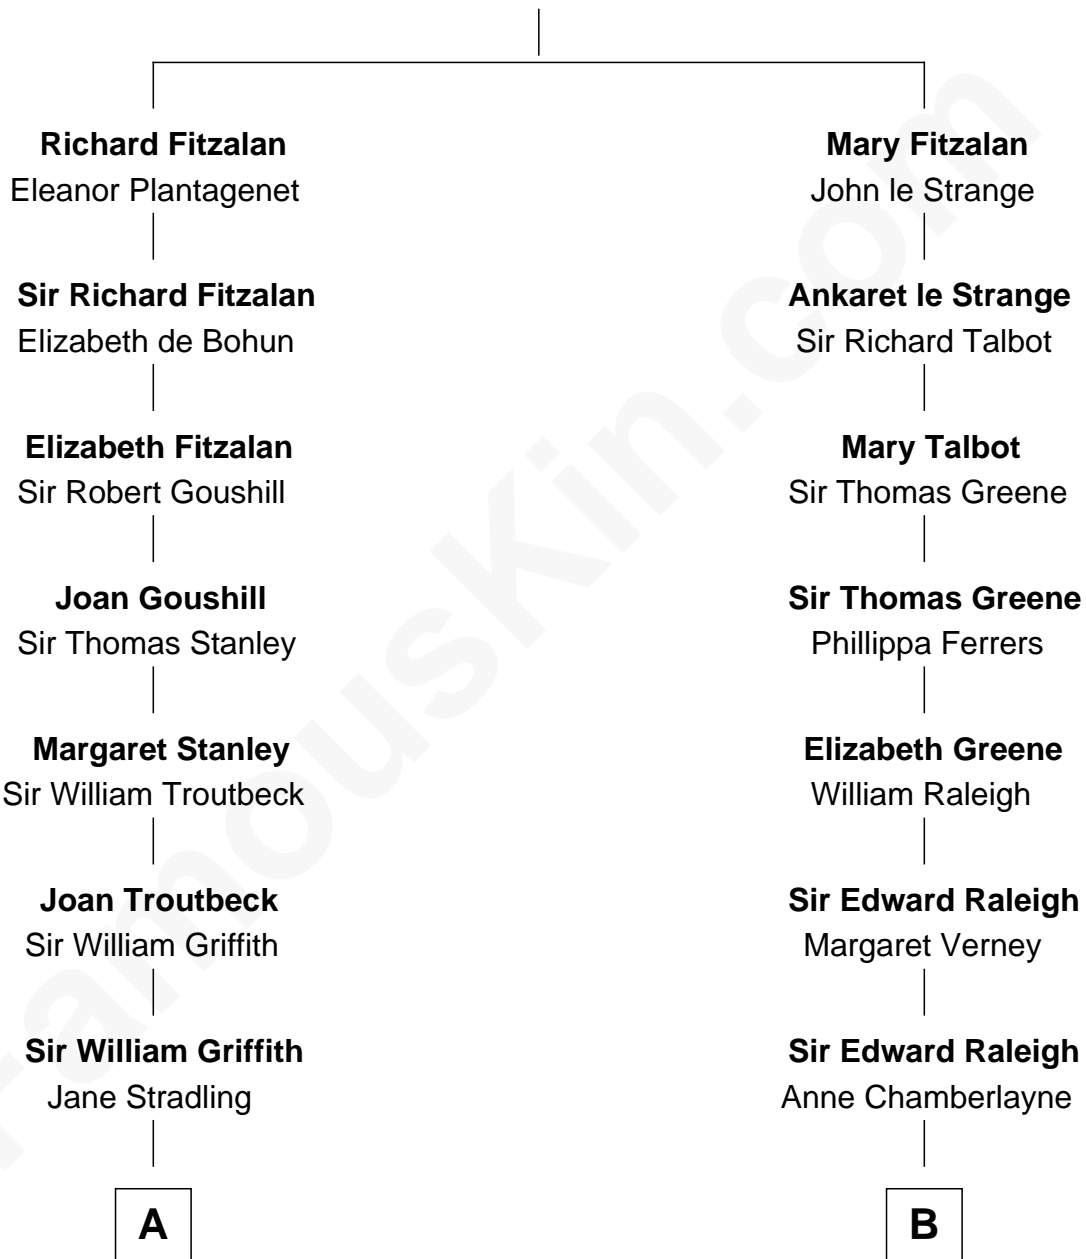 Richard Fitzalan
Eleanor Plantagenet
Sir Richard Fitzalan
Elizabeth de Bohun
Elizabeth Fitzalan
Sir Robert Goushill
Joan Goushill
Sir Thomas Stanley
Margaret Stanley
Sir William Troutbeck
Joan Troutbeck
Sir William Griffith
Sir William Griffith
Jane Stradling
A
Mary Fitzalan
John le Strange
Ankaret le Strange
Sir Richard Talbot
Mary Talbot
Sir Thomas Greene
Sir Thomas Greene
Phillippa Ferrers
Elizabeth Greene
William Raleigh
Sir Edward Raleigh
Margaret Verney
Sir Edward Raleigh
Anne Chamberlayne
B
FamousKin.com